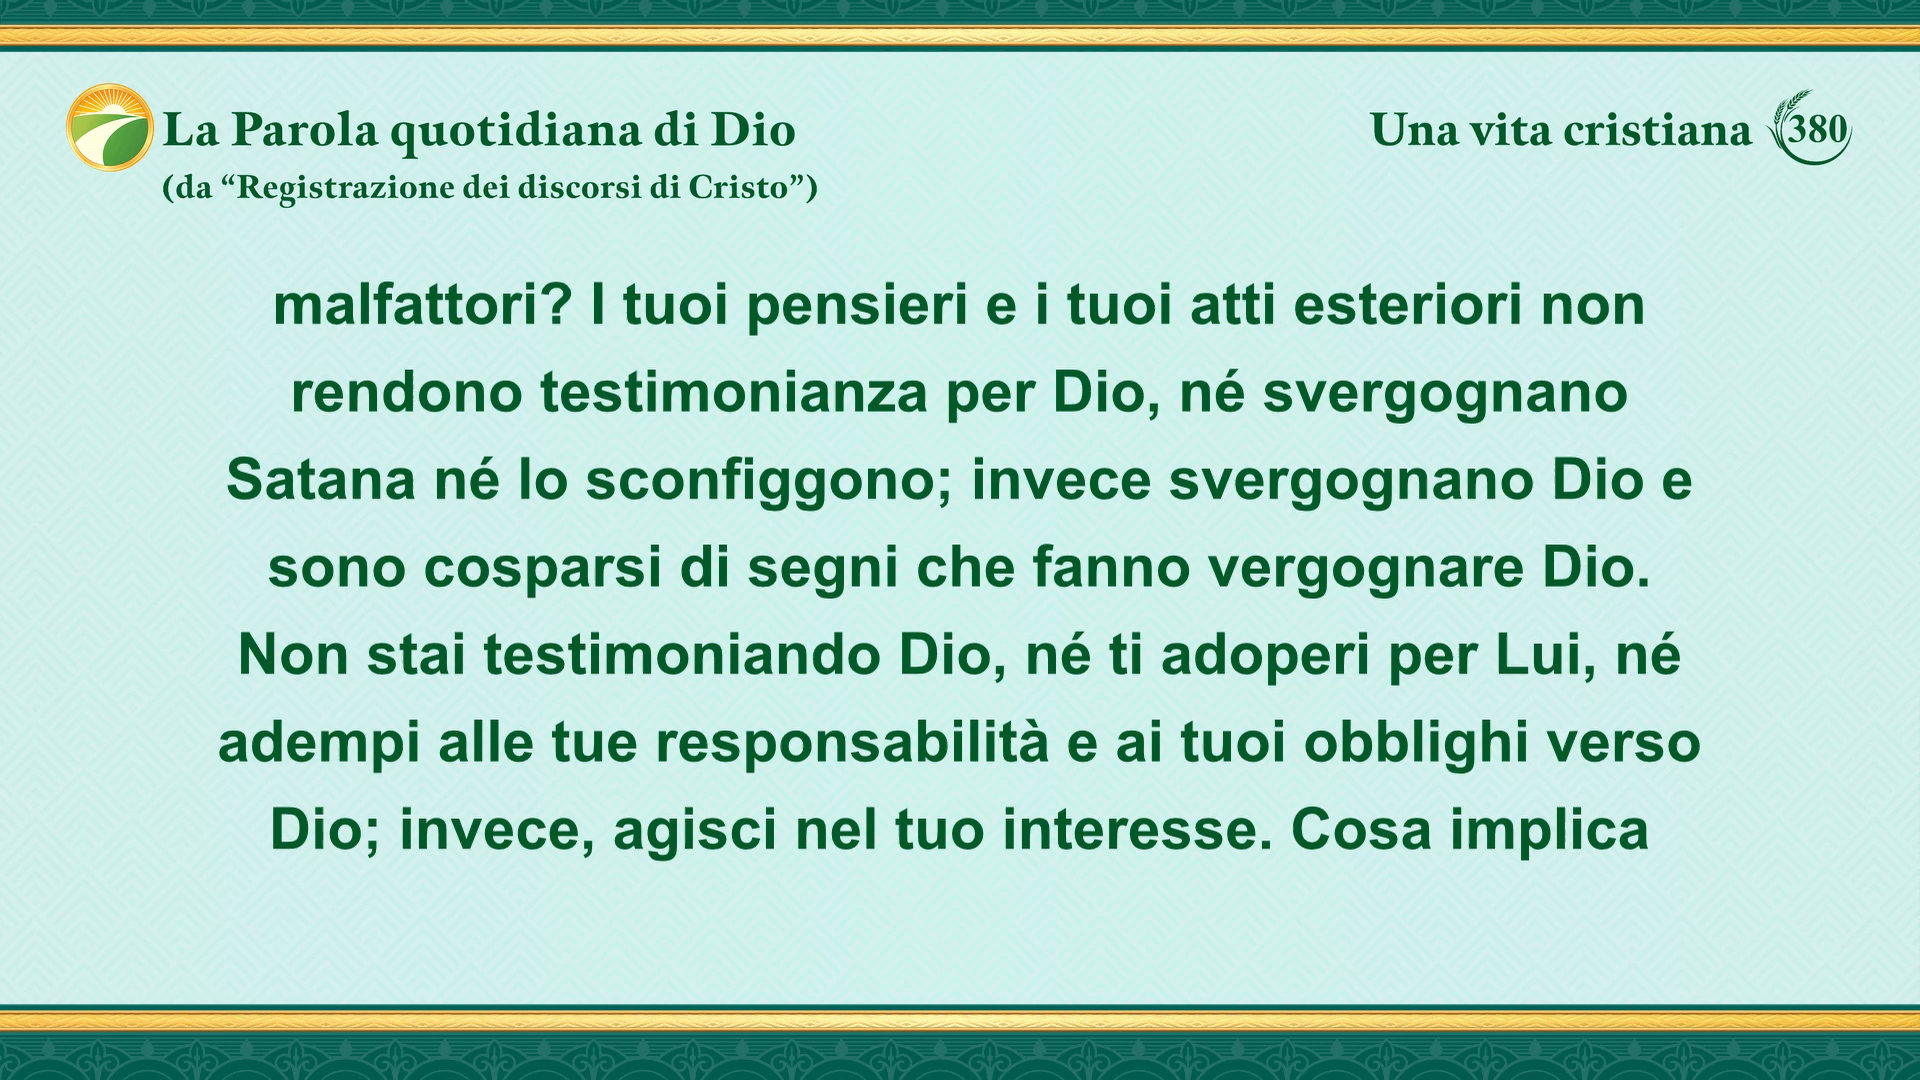 La Parola quotidiana di Dio
(da “Registrazione dei discorsi di Cristo”)
Una vita cristiana 380
malfattori? I tuoi pensieri e i tuoi atti esteriori non
rendono testimonianza per Dio, né svergognano
Satana né lo sconfiggono; invece svergognano Dio e
sono cosparsi di segni che fanno vergognare Dio.
Non stai testimoniando Dio, né ti adoperi per Lui, né
adempi alle tue responsabilità e ai tuoi obblighi verso
Dio; invece, agisci nel tuo interesse. Cosa implica